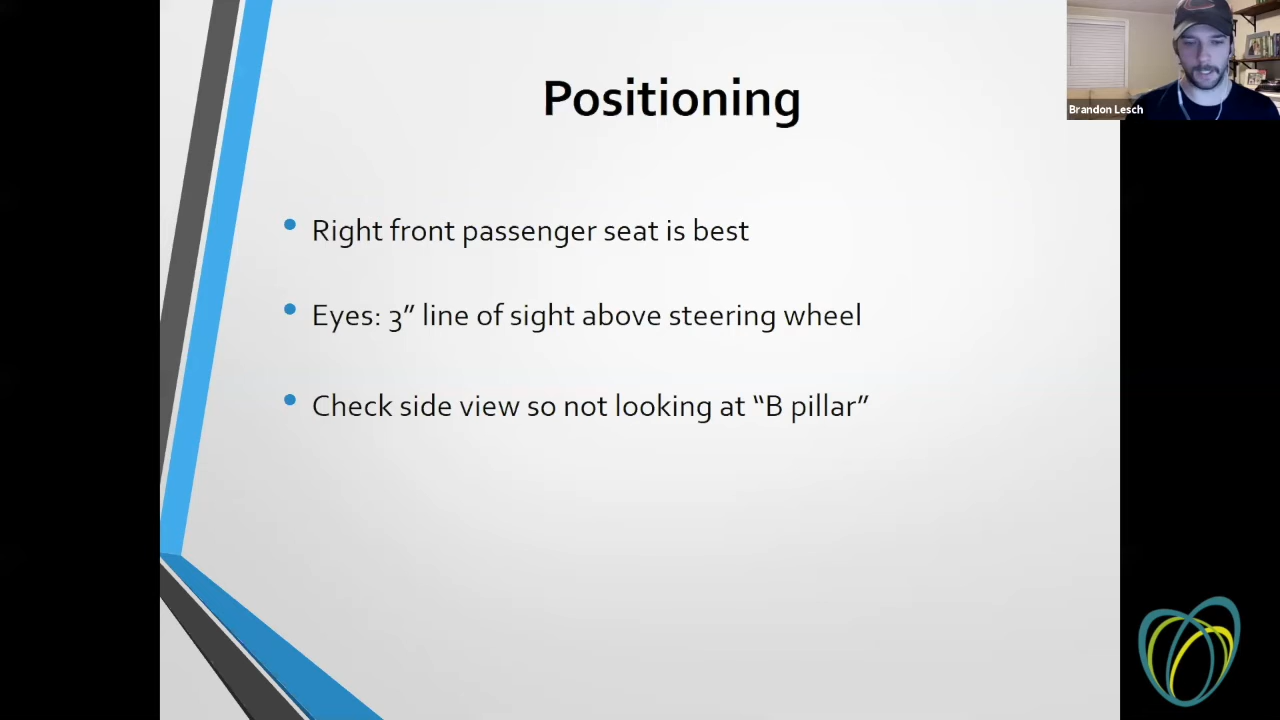 Positioning
Brandon Lesch
Right front passenger seat is best
Eyes: 3” line of sight above steering wheel
Check side view so not looking at “B pillar”